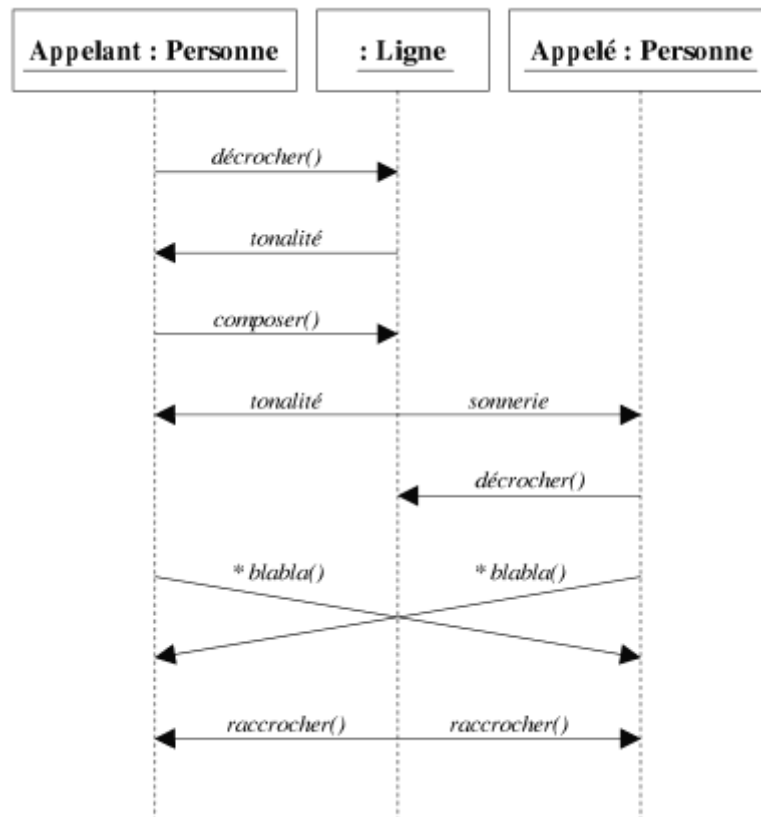 Appelant : Personne
: Ligne
Appelé : Personne
décrocher()
tonalité
composer()
tonalité
sonnerie
décrocher()
* blabla()
* blabla()
raccrocher()
raccrocher()